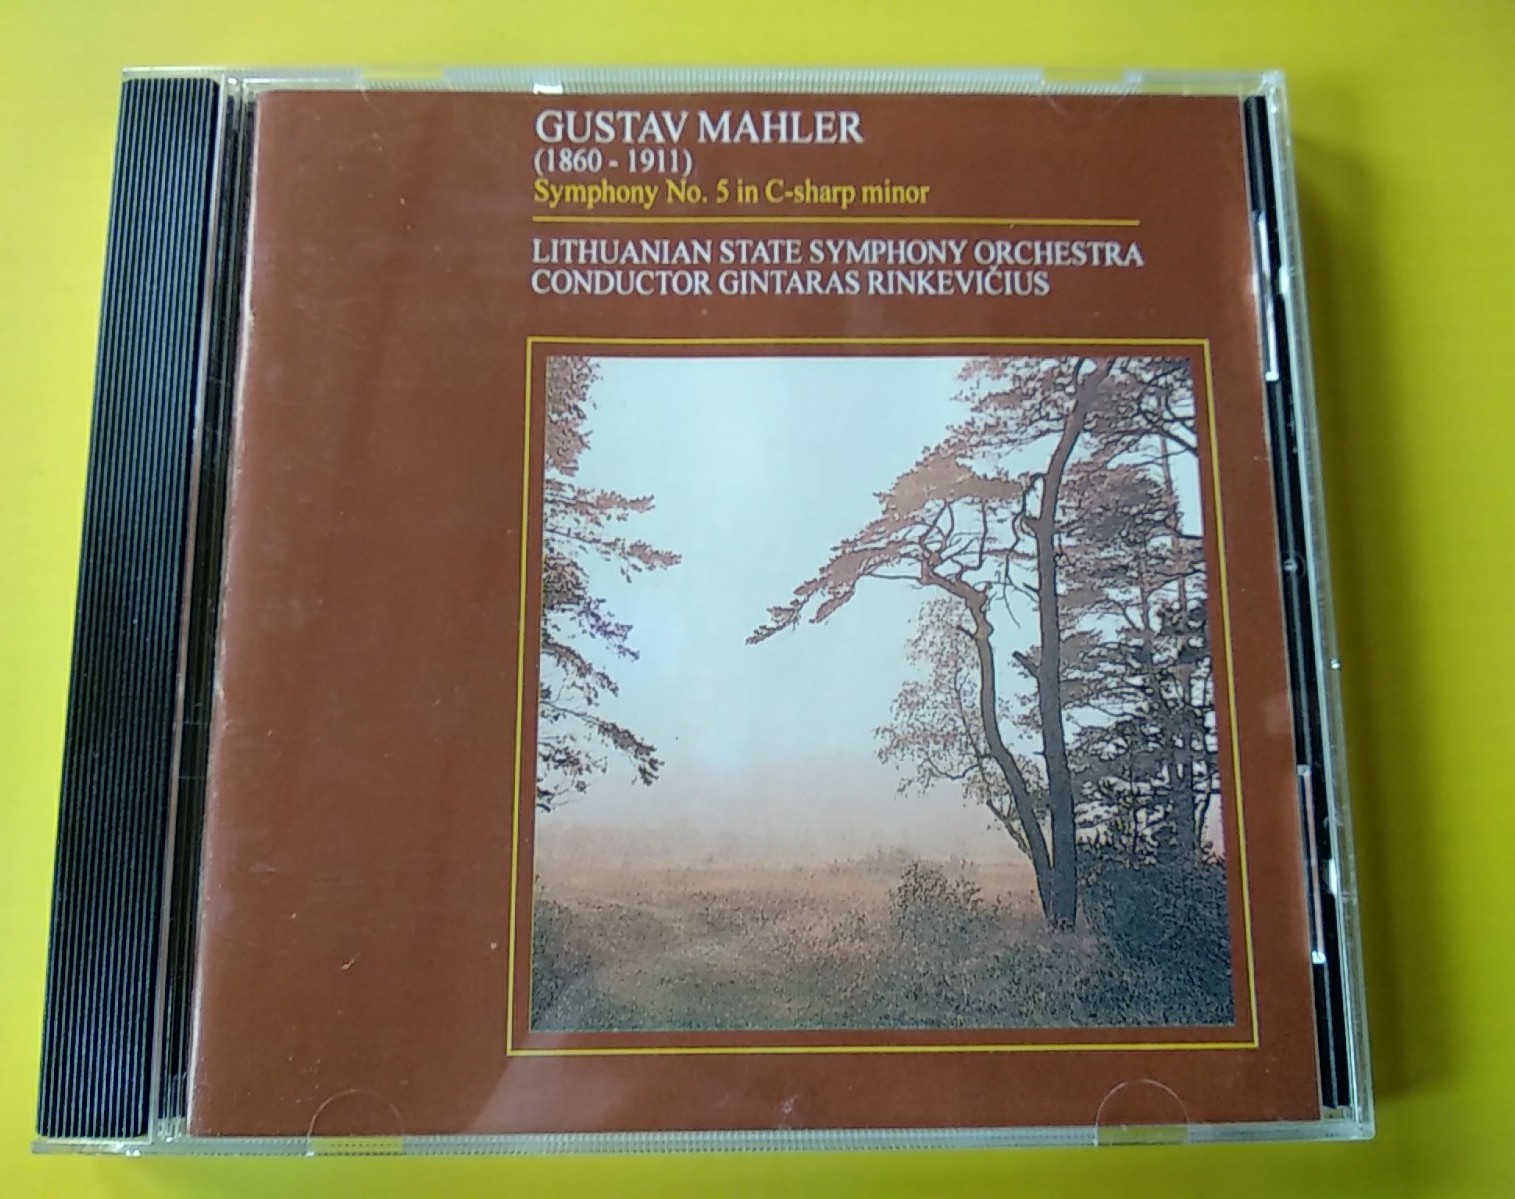 GUSTAV MAHLER
(1860 - 1911)
Symphony No. 5 in C-sharp minor
LITHUANIAN STATE SYMPHONY ORCHESTRA
CONDUCTOR GINTARAS RINKEVIČIUS